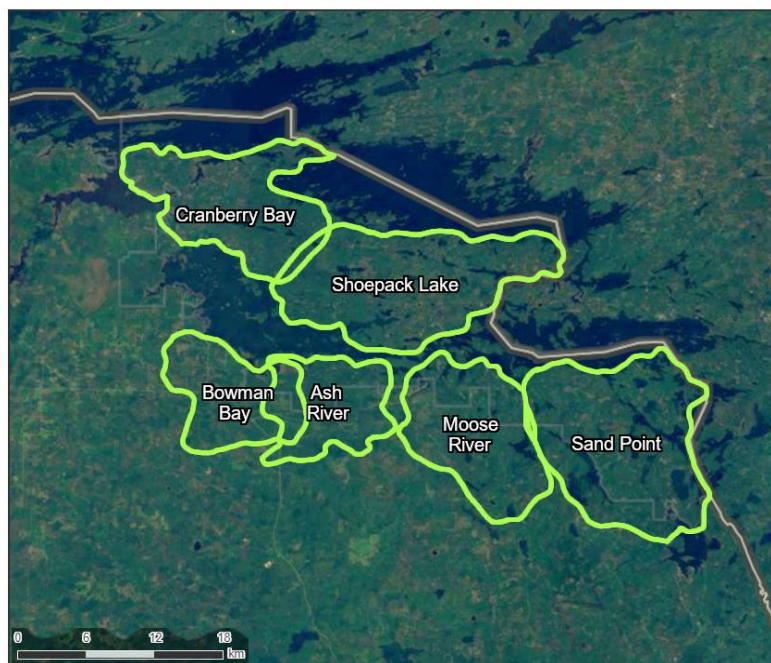 Cranberry Bay
Shoepack Lake
Bowman
Bay
Ash
River
Moose
River
Sand Point
0 6 12 18
km